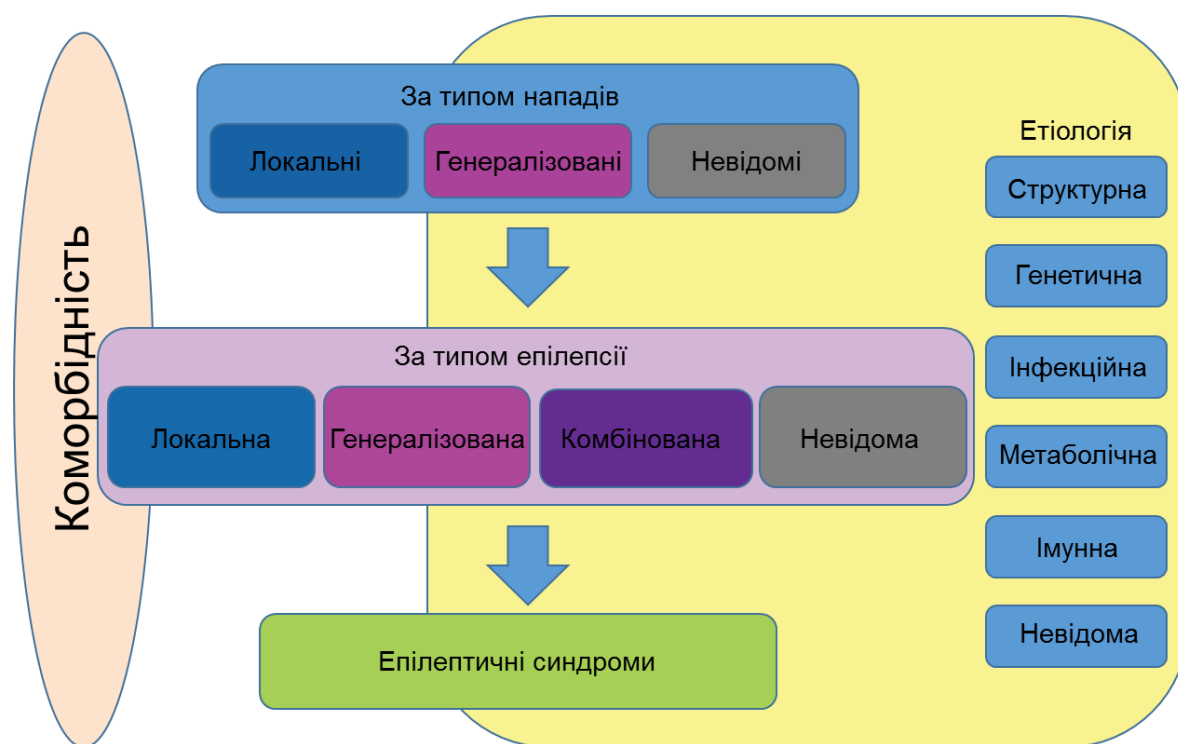 Коморбідність
За типом нападів
Локальні
Генералізовані
Невідомі
За типом епілепсії
Локальна
Генералізована
Комбінована
Невідома
Епілептичні синдроми
Етіологія
Структурна
Генетична
Інфекційна
Метаболічна
Імунна
Невідома